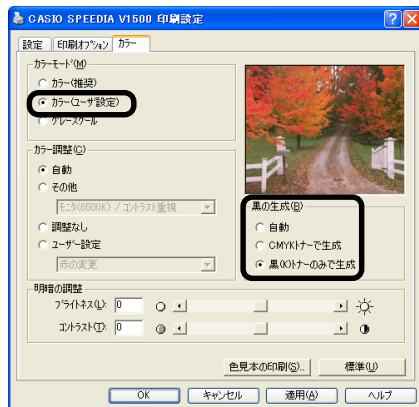 CASIO SPEEDIA V1500 印刷設定
設定 印刷オプション カラー
カラーモード(M)
カラー(推奨)
カラー(ユーザ設定)
グレースケール
カラー調整(C)
自動
その他
モニタ(6500K) / コントラスト重視
調整なし
ユーザー設定
赤の変更
黒の生成(B)
自動
CMYKトナーで生成
黒(K)トナーのみで生成
明暗の調整
ブライトネス(L): 0
コントラスト(T): 0
色見本の印刷(S)... 標準(U)
OK キャンセル 適用(A) ヘルプ